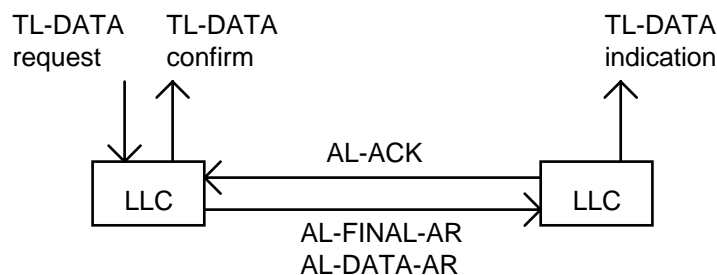 TL-DATA
request
TL-DATA
confirm
TL-DATA
indication
AL-ACK
LLC
LLC
AL-FINAL-AR
AL-DATA-AR